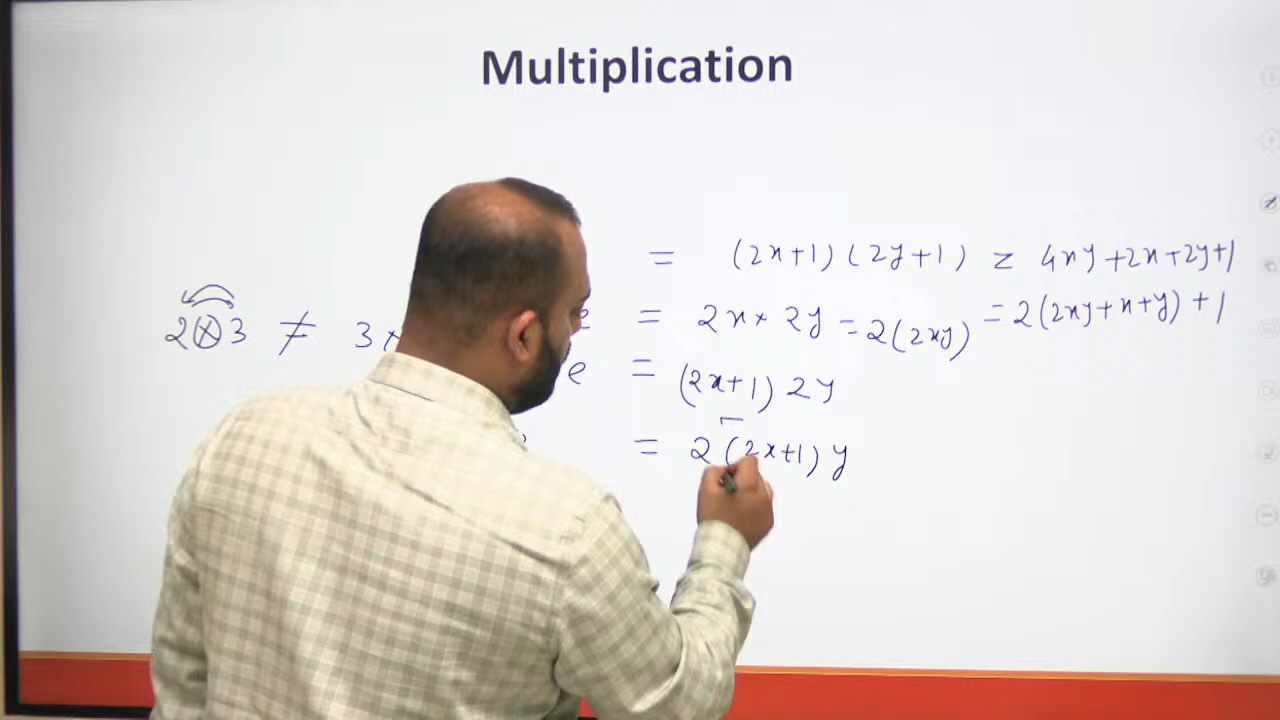 Multiplication
= (2x+1) (2y+1) = 4xy+2x+2y+1
= 2(2xy+x+y)+1
2×3 ≠ 3×
= 2x × 2y = 2(2xy)
e = (2x+1) 2y
= 2 (2x+1) y